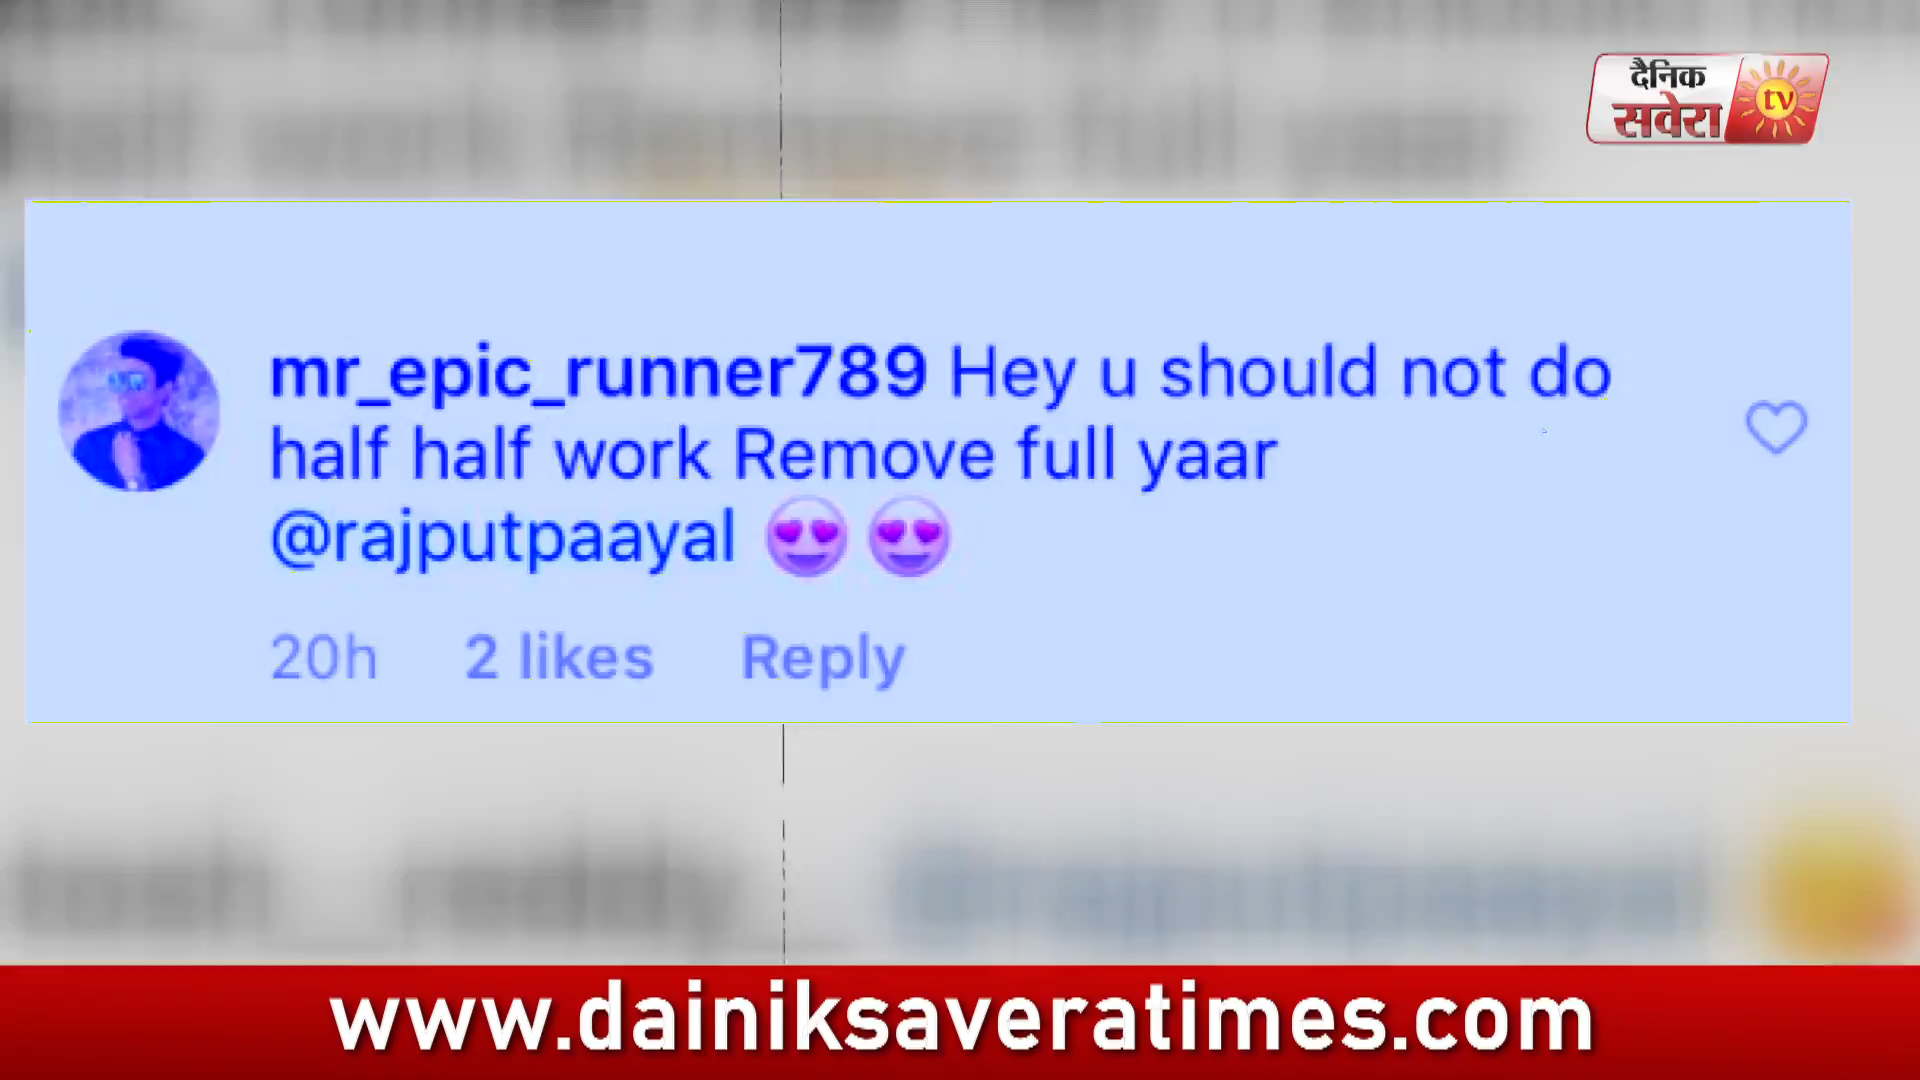 दैनिक
सवेरा tv
mr_epic_runner789 Hey u should not do
half half work Remove full yaar
@rajputpaayal 😍 😍
20h 2 likes Reply
@rajputpaayal
www.dainiksaveratimes.com